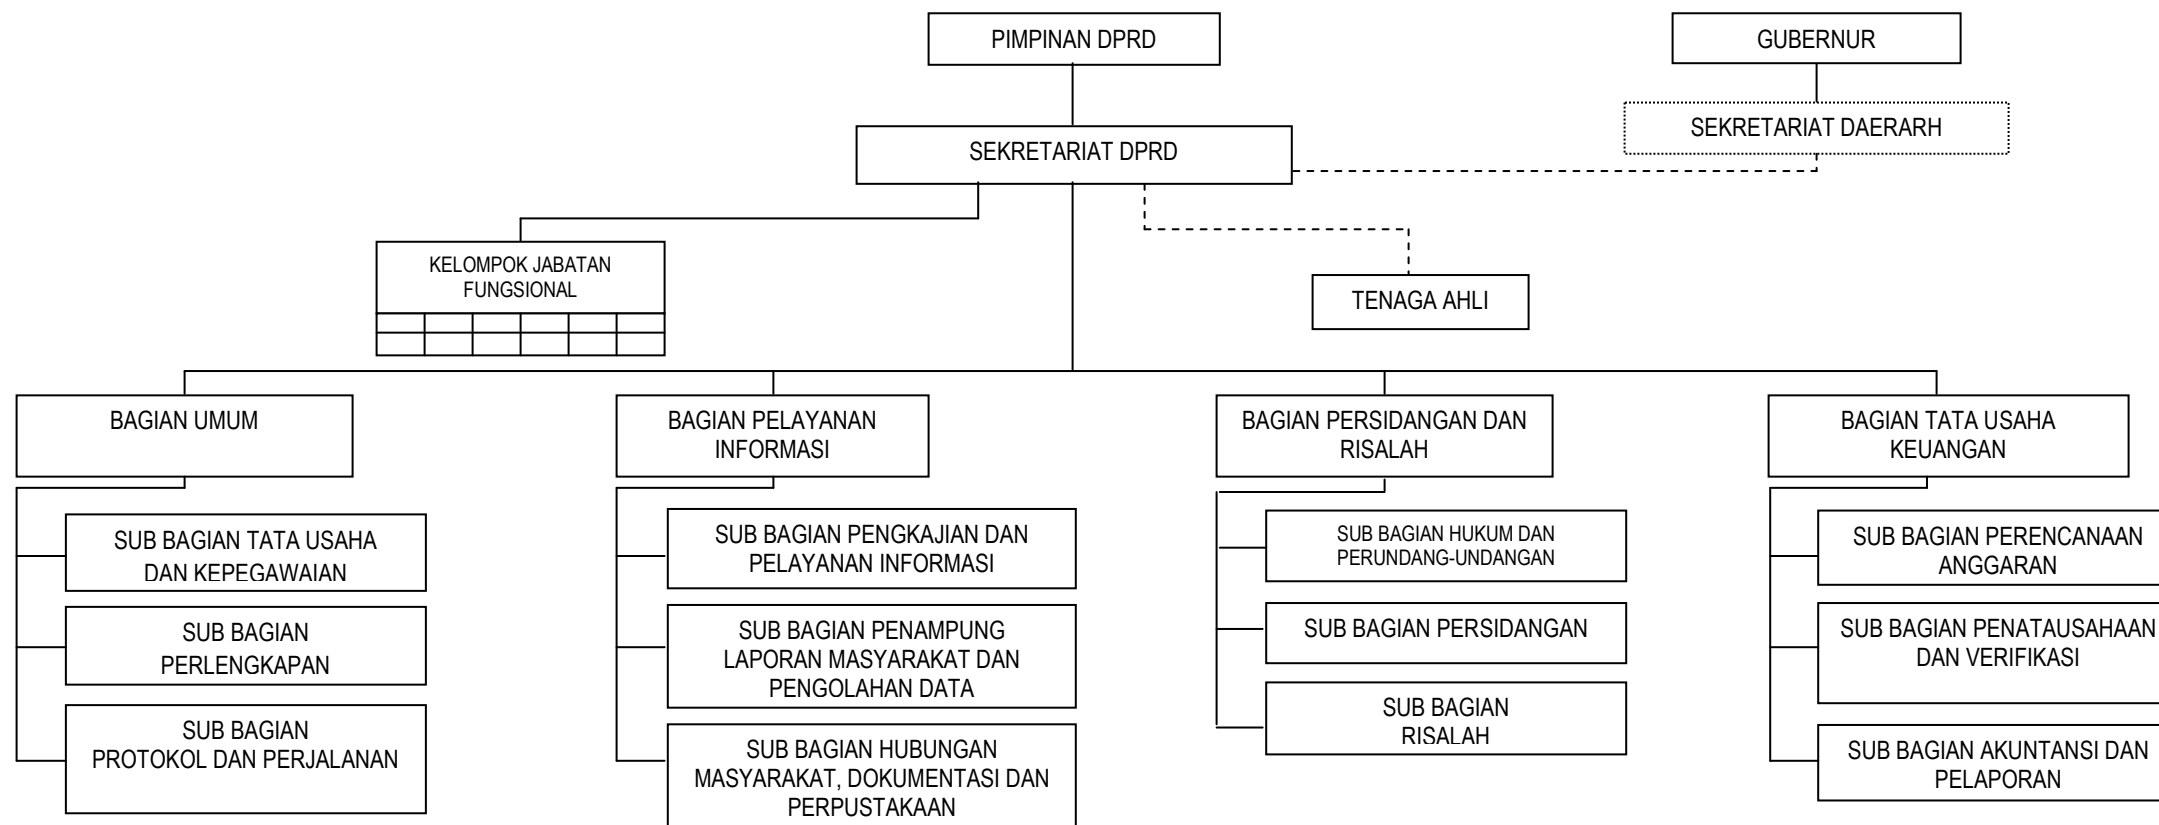 PIMPINAN DPRD
GUBERNUR
SEKRETARIAT DAERARH
SEKRETARIAT DPRD
KELOMPOK JABATAN
FUNGSIONAL
TENAGA AHLI
BAGIAN UMUM
BAGIAN PELAYANAN
INFORMASI
BAGIAN PERSIDANGAN DAN
RISALAH
BAGIAN TATA USAHA
KEUANGAN
SUB BAGIAN TATA USAHA
DAN KEPEGAWAIAN
SUB BAGIAN
PERLENGKAPAN
SUB BAGIAN
PROTOKOL DAN PERJALANAN
SUB BAGIAN PENGKAJIAN DAN
PELAYANAN INFORMASI
SUB BAGIAN PENAMPUNG
LAPORAN MASYARAKAT DAN
PENGOLAHAN DATA
SUB BAGIAN HUBUNGAN
MASYARAKAT, DOKUMENTASI DAN
PERPUSTAKAAN
SUB BAGIAN HUKUM DAN
PERUNDANG-UNDANGAN
SUB BAGIAN PERSIDANGAN
SUB BAGIAN
RISALAH
SUB BAGIAN PERENCANAAN
ANGGARAN
SUB BAGIAN PENATAUSAHAAN
DAN VERIFIKASI
SUB BAGIAN AKUNTANSI DAN
PELAPORAN